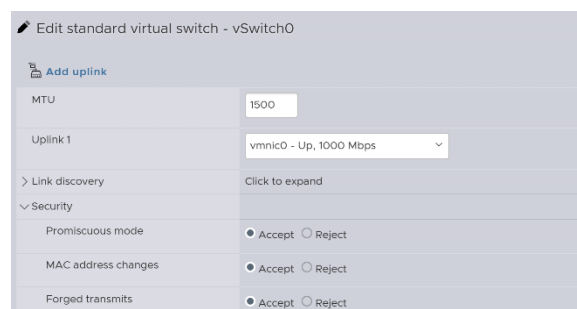 Edit standard virtual switch - vSwitch0
Add uplink
MTU 1500
Uplink 1 vmnic0 - Up, 1000 Mbps
Link discovery Click to expand
Security
Promiscuous mode Accept Reject
MAC address changes Accept Reject
Forged transmits Accept Reject